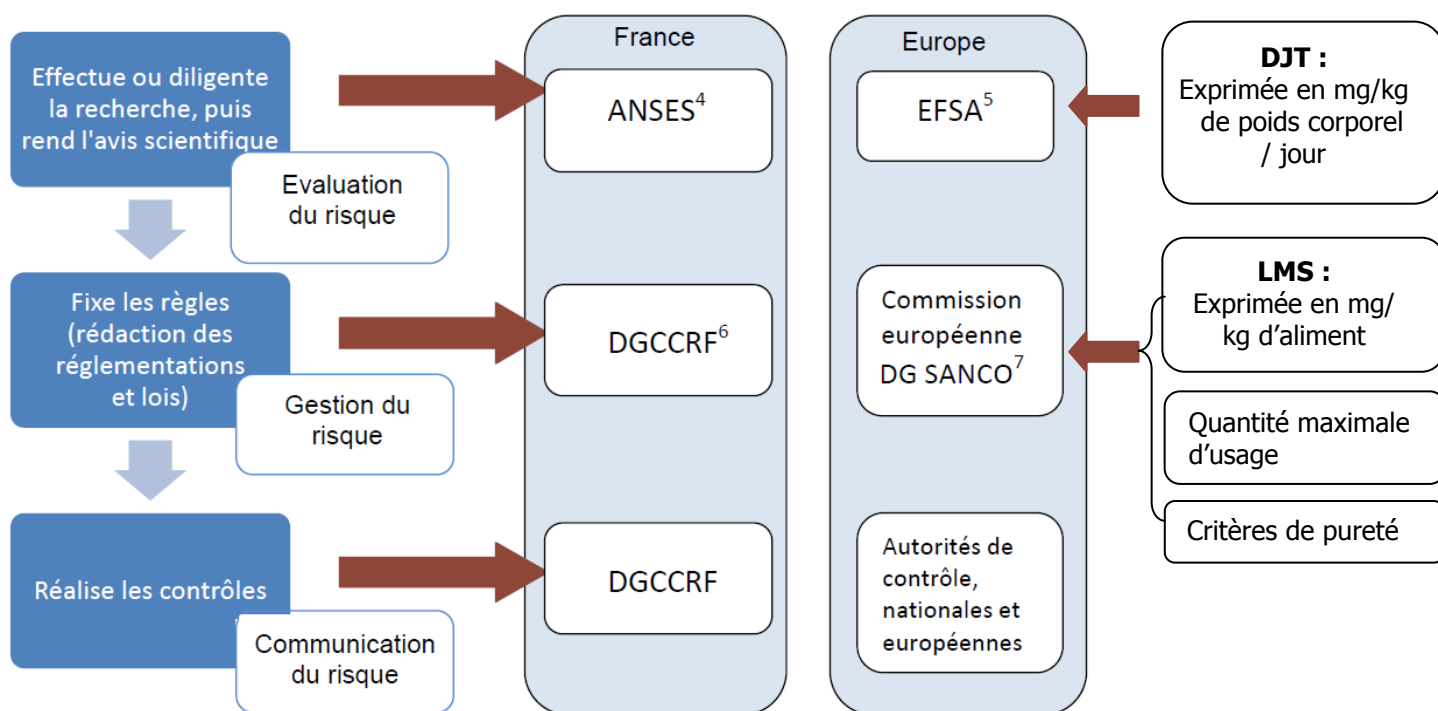 Effectue ou diligente
la recherche, puis
rend l'avis scientifique
Evaluation
du risque
Fixe les règles
(rédaction des
réglementations
et lois)
Gestion du
risque
Réalise les contrôles
Communication
du risque
France
ANSES4
DGCCRF6
DGCCRF
Europe
EFSA5
Commission
européenne
DG SANCO7
Autorités de
contrôle,
nationales et
européennes
DJT :
Exprimée en mg/kg
de poids corporel
/ jour
LMS :
Exprimée en mg/
kg d’aliment
Quantité maximale
d’usage
Critères de pureté